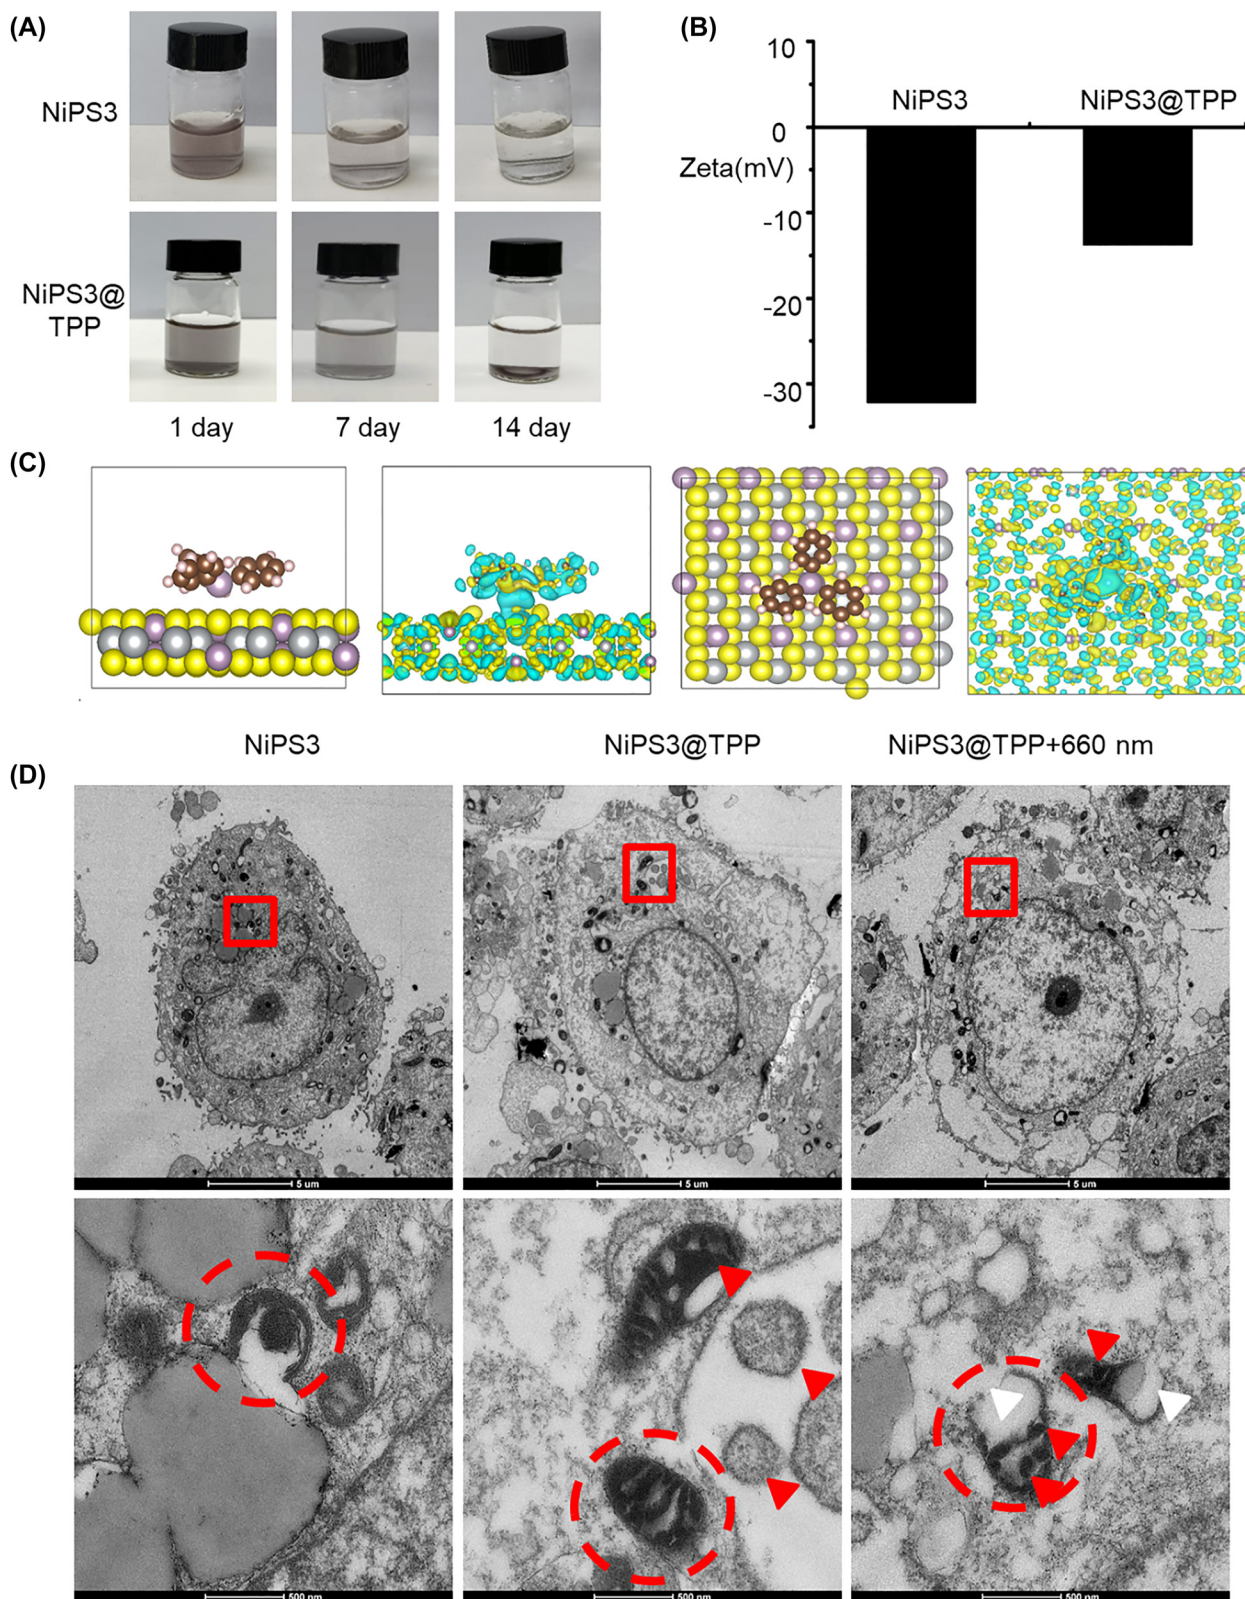 (A)
NiPS3
NiPS3@
TPP
1 day
7 day
14 day
(B)
10
0
-10
-20
-30
Zeta(mV)
NiPS3
NiPS3@TPP
(C)
(D)
NiPS3
NiPS3@TPP
NiPS3@TPP+660 nm
5 um
5 um
5 um
500 nm
500 nm
500 nm